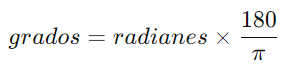 grados = radianes × 180/π